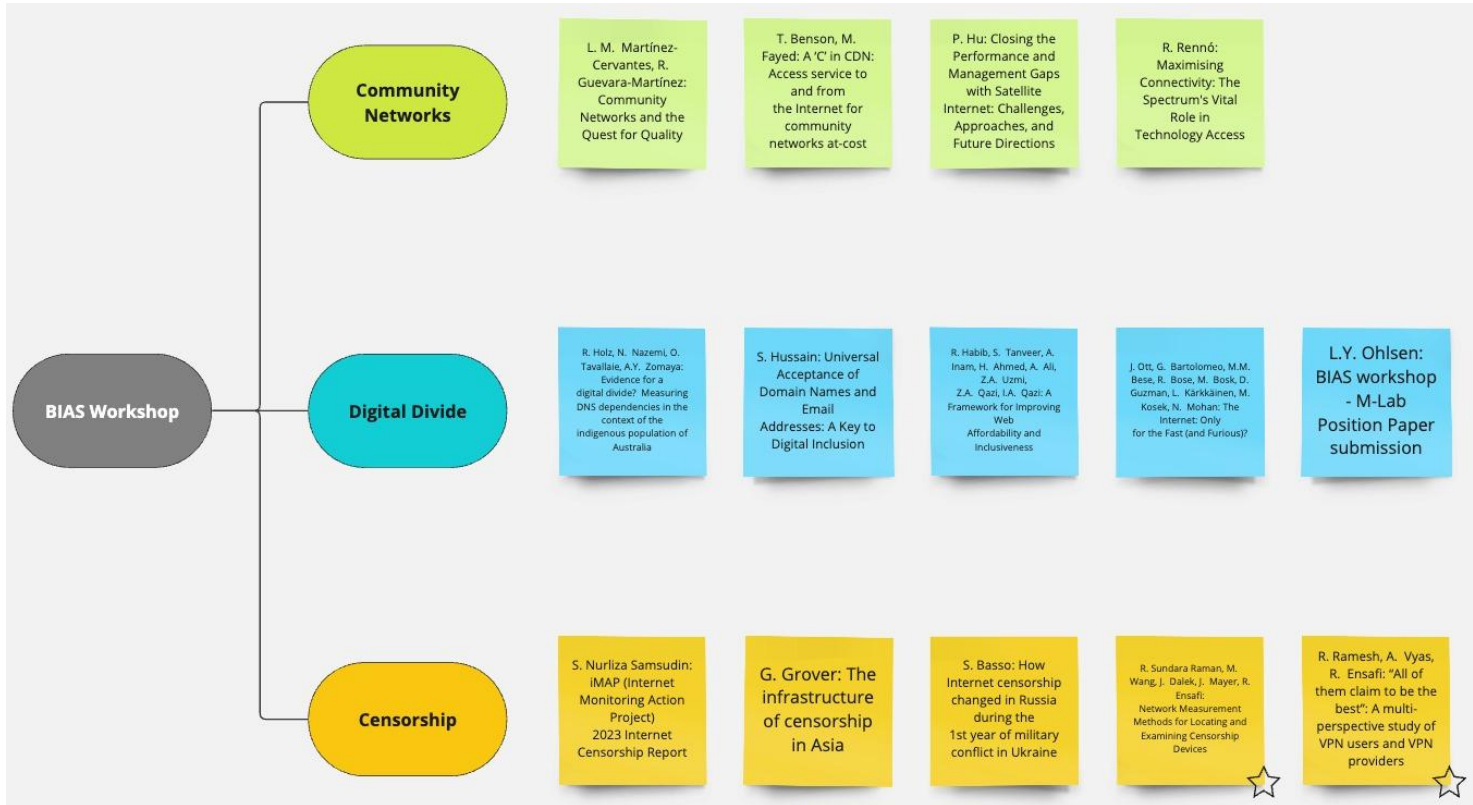 BIAS Workshop
Community
Networks
L. M. Martínez-
Cervantes, R.
Guevara-Martínez:
Community
Networks and the
Quest for Quality
T. Benson, M.
Fayed: A 'C' in CDN:
Access service to
and from
the Internet for
community
networks at-cost
P. Hu: Closing the
Performance and
Management Gaps
with Satellite
Internet: Challenges,
Approaches, and
Future Directions
R. Rennó:
Maximising
Connectivity: The
Spectrum's Vital
Role in
Technology Access
Digital Divide
R. Holz, N. Nazemi, O.
Tavallaie, A.Y. Zomaya:
Evidence for a
digital divide? Measuring
DNS dependencies in the
context of the
indigenous population of
Australia
S. Hussain: Universal
Acceptance of
Domain Names and
Email
Addresses: A Key to
Digital Inclusion
R. Habib, S. Tanveer, A.
Inam, H. Ahmed, A. Ali,
Z.A. Uzmi,
Z.A. Qazi, I.A. Qazi: A
Framework for Improving
Web
Affordability and
Inclusiveness
J. Ott, G. Bartolomeo, M.M.
Bese, R. Bose, M. Bosk, D.
Guzman, L. Kärkkäinen, M.
Kosek, N. Mohan: The
Internet: Only
for the Fast (and Furious)?
L.Y. Ohlsen:
BIAS workshop
- M-Lab
Position Paper
submission
Censorship
S. Nurliza Samsudin:
iMAP (Internet
Monitoring Action
Project)
2023 Internet
Censorship Report
G. Grover: The
infrastructure
of censorship
in Asia
S. Basso: How
Internet censorship
changed in Russia
during the
1st year of military
conflict in Ukraine
R. Sundara Raman, M.
Wang, J. Dalek, J. Mayer, R.
Ensafi:
Network Measurement
Methods for Locating and
Examining Censorship
Devices
R. Ramesh, A. Vyas,
R. Ensafi: “All of
them claim to be the
best”: A multi-
perspective study of
VPN users and VPN
providers